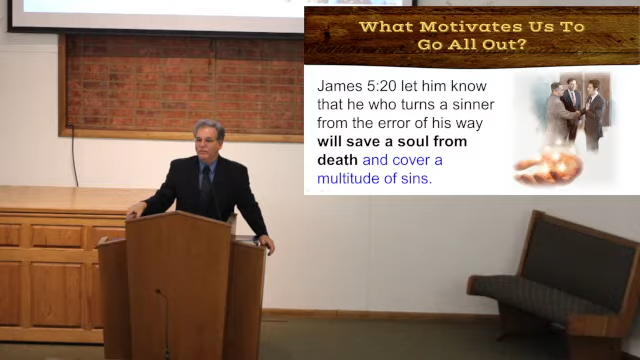 What Motivates Us To
Go All Out?
James 5:20 let him know
that he who turns a sinner
from the error of his way
will save a soul from
death and cover a
multitude of sins.